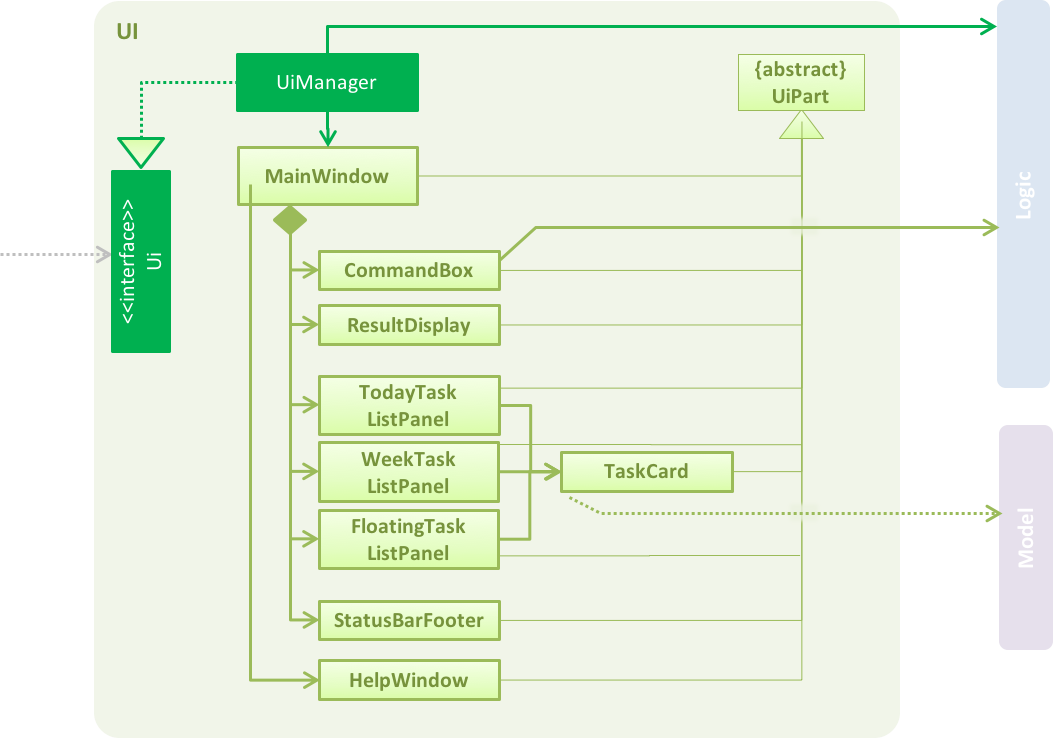 UI
UiManager
{abstract}
UiPart
MainWindow
<<interface>>
Ui
Logic
CommandBox
ResultDisplay
TodayTask
ListPanel
WeekTask
ListPanel
TaskCard
FloatingTask
ListPanel
Model
StatusBarFooter
HelpWindow